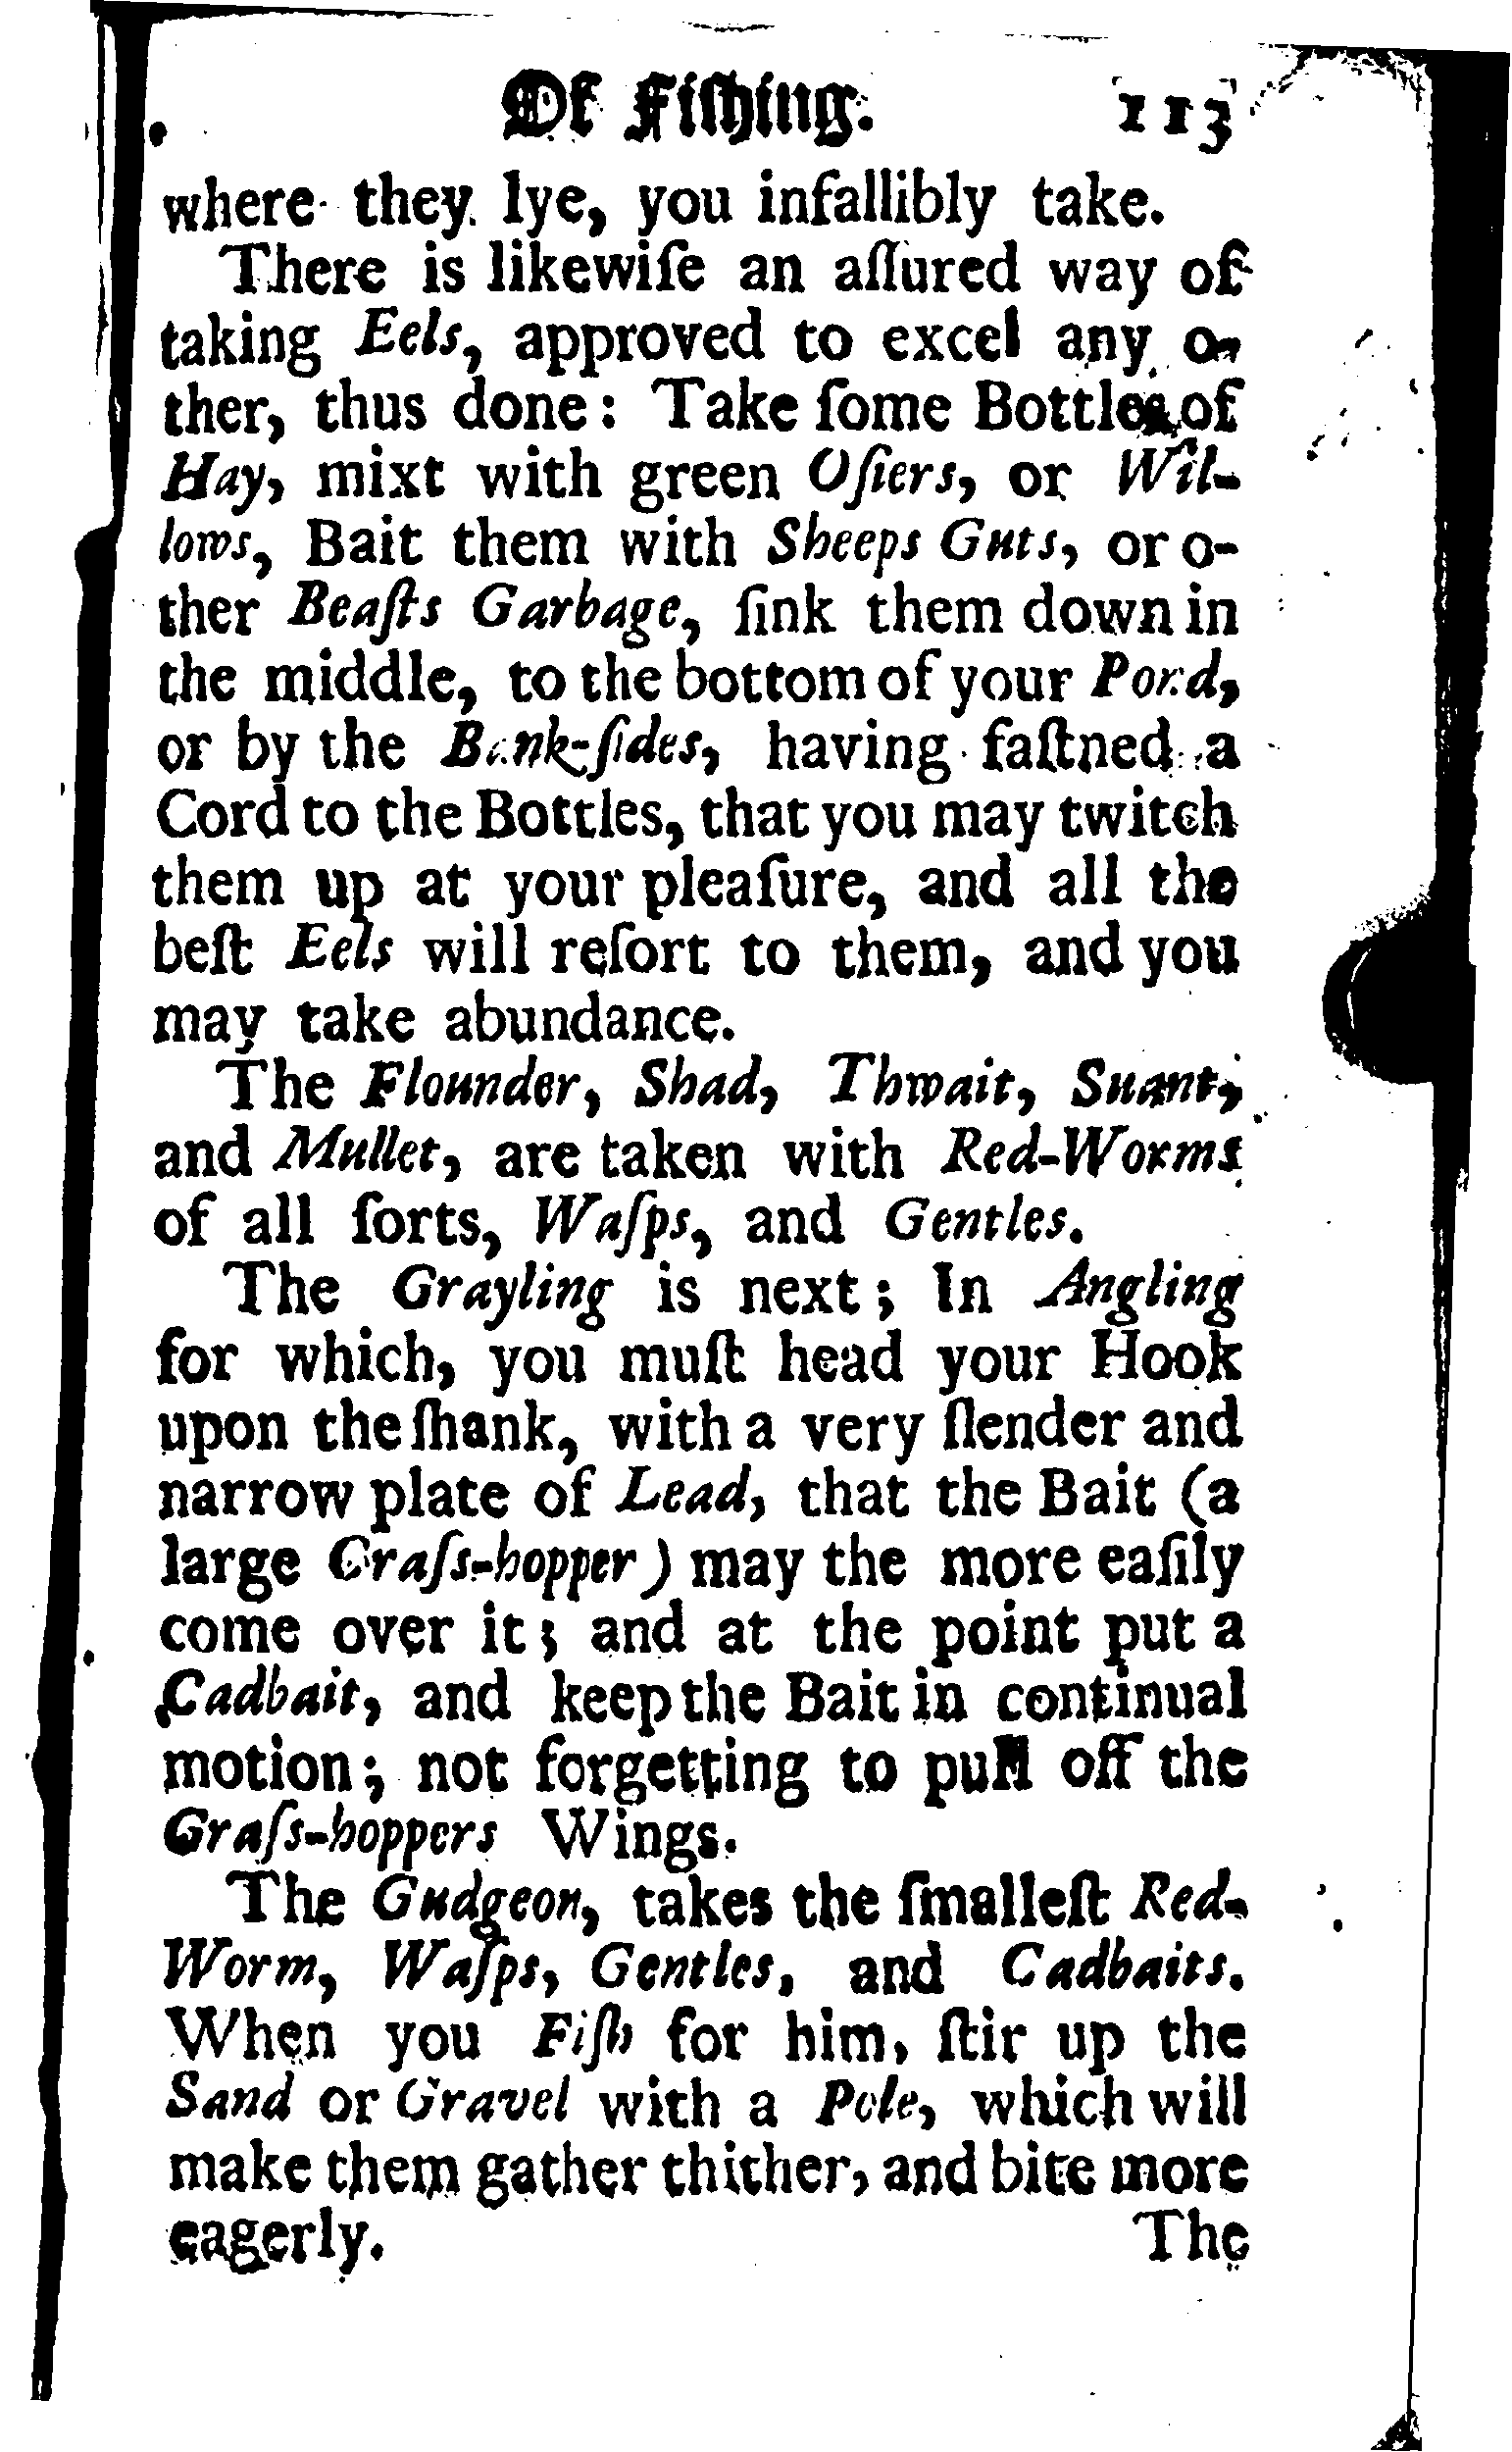 Of Fiſhing. 113
where they lye, you infallibly take.
There is likewiſe an aſſured way of
taking Eels, approved to excel any o-
ther, thus done: Take ſome Bottles of
Hay, mixt with green Oſiers, or Wil-
lows, Bait them with Sheeps Guts, or o-
ther Beaſts Garbage, ſink them down in
the middle, to the bottom of your Pond,
or by the Bank-ſides, having faſtned a
Cord to the Bottles, that you may twitch
them up at your pleaſure, and all the
beſt Eels will reſort to them, and you
may take abundance.
The Flounder, Shad, Thwait, Suant,
and Mullet, are taken with Red-Worms
of all ſorts, Waſps, and Gentles.
The Grayling is next; In Angling
for which, you muſt head your Hook
upon the ſhank, with a very ſlender and
narrow plate of Lead, that the Bait (a
large Graſs-hopper) may the more eaſily
come over it; and at the point put a
Cadbait, and keep the Bait in continual
motion; not forgetting to pull off the
Graſs-hoppers Wings.
The Gudgeon, takes the ſmalleſt Red-
Worm, Waſps, Gentles, and Cadbaits.
When you Fiſh for him, ſtir up the
Sand or Gravel with a Pole, which will
make them gather thither, and bite more
eagerly. The